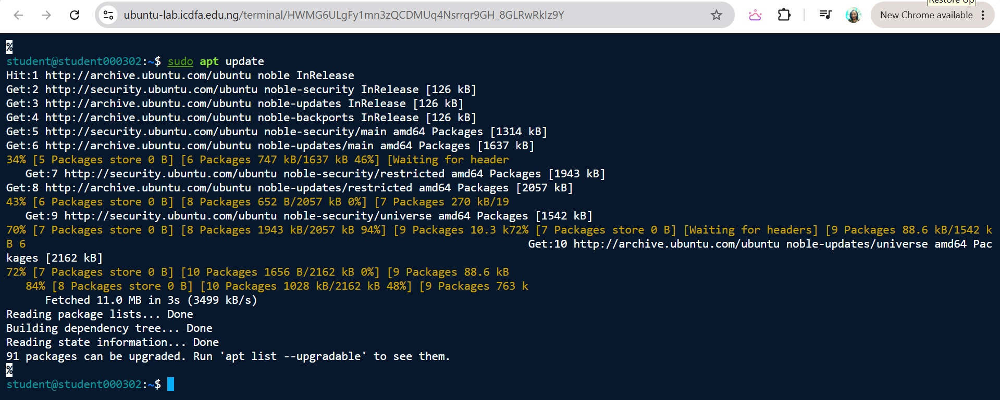 Restore Up
ubuntu-lab.icdfa.edu.ng/terminal/HWMG6ULgFy1mn3zQCDMUq4Nsrrqr9GH_8GLRwRkIz9Y
New Chrome available
%
student@student000302:~$ sudo apt update
Hit:1 http://archive.ubuntu.com/ubuntu noble InRelease
Get:2 http://security.ubuntu.com/ubuntu noble-security InRelease [126 kB]
Get:3 http://archive.ubuntu.com/ubuntu noble-updates InRelease [126 kB]
Get:4 http://archive.ubuntu.com/ubuntu noble-backports InRelease [126 kB]
Get:5 http://security.ubuntu.com/ubuntu noble-security/main amd64 Packages [1314 kB]
Get:6 http://archive.ubuntu.com/ubuntu noble-updates/main amd64 Packages [1637 kB]
34% [5 Packages store 0 B] [6 Packages 747 kB/1637 kB 46%] [Waiting for header
Get:7 http://security.ubuntu.com/ubuntu noble-security/restricted amd64 Packages [1943 kB]
Get:8 http://archive.ubuntu.com/ubuntu noble-updates/restricted amd64 Packages [2057 kB]
43% [6 Packages store 0 B] [8 Packages 652 B/2057 kB 0%] [7 Packages 270 kB/19
Get:9 http://security.ubuntu.com/ubuntu noble-security/universe amd64 Packages [1542 kB]
70% [7 Packages store 0 B] [8 Packages 1943 kB/2057 kB 94%] [9 Packages 10.3 k72% [7 Packages store 0 B] [Waiting for headers] [9 Packages 88.6 kB/1542 k
B 6 Get:10 http://archive.ubuntu.com/ubuntu noble-updates/universe amd64 Pac
kages [2162 kB]
72% [7 Packages store 0 B] [10 Packages 1656 B/2162 kB 0%] [9 Packages 88.6 kB
84% [8 Packages store 0 B] [10 Packages 1028 kB/2162 kB 48%] [9 Packages 763 k
Fetched 11.0 MB in 3s (3499 kB/s)
Reading package lists... Done
Building dependency tree... Done
Reading state information... Done
91 packages can be upgraded. Run 'apt list --upgradable' to see them.
%
student@student000302:~$